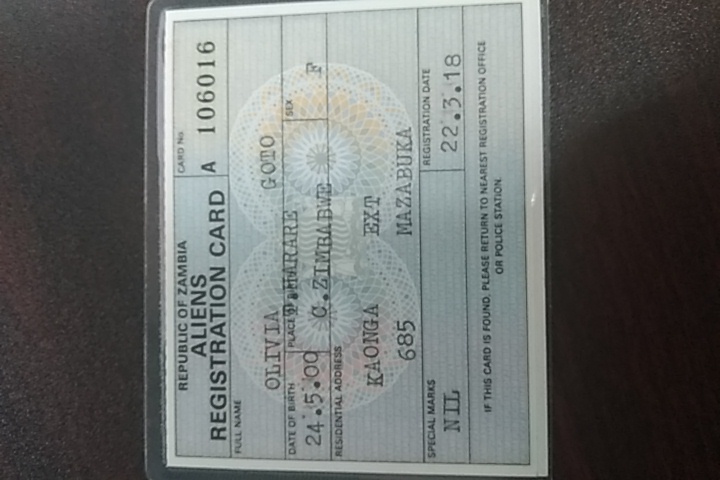 REPUBLIC OF ZAMBIA
ALIENS
REGISTRATION CARD
CARD No.
A 106016
FULL NAME
OLIVIA GOTO
DATE OF BIRTH
24.5.00
PLACE
D.HARARE
C.ZIMBABWE
SEX
F
RESIDENTIAL ADDRESS
KAONGA EXT
685 MAZABUKA
SPECIAL MARKS
NIL
REGISTRATION DATE
22.3.18
IF THIS CARD IS FOUND, PLEASE RETURN TO NEAREST REGISTRATION OFFICE
OR POLICE STATION.